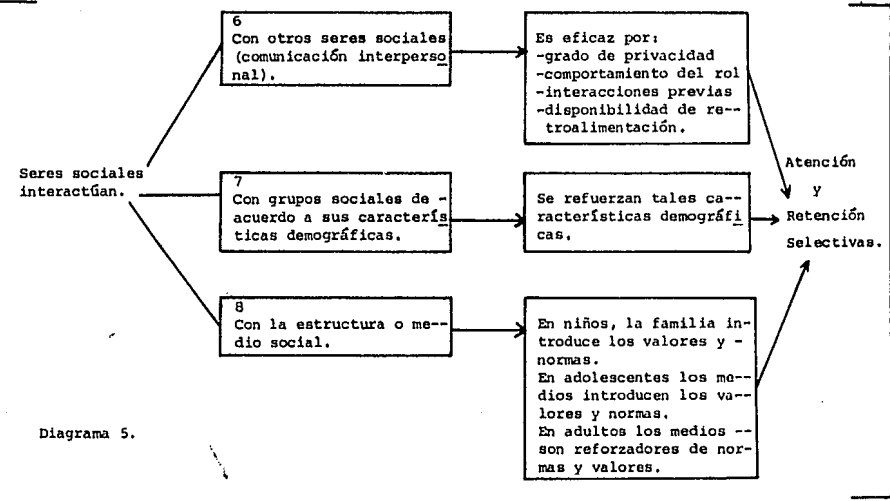 Seres sociales
interactúan.
6
Con otros seres sociales
(comunicación interperso
nal).
Es eficaz por:
-grado de privacidad
-comportamiento del rol
-interacciones previas
-disponibilidad de re--
troalimentación.
7
Con grupos sociales de -
acuerdo a sus caracterís
ticas demográficas.
Se refuerzan tales ca--
racterísticas demográfi
cas.
8
Con la estructura o me--
dio social.
En niños, la familia in-
troduce los valores y -
normas.
En adolescentes los me--
dios introducen los va--
lores y normas.
En adultos los medios --
son reforzadores de nor-
mas y valores.
Atención
y
Retención
Selectivas.
Diagrama 5.